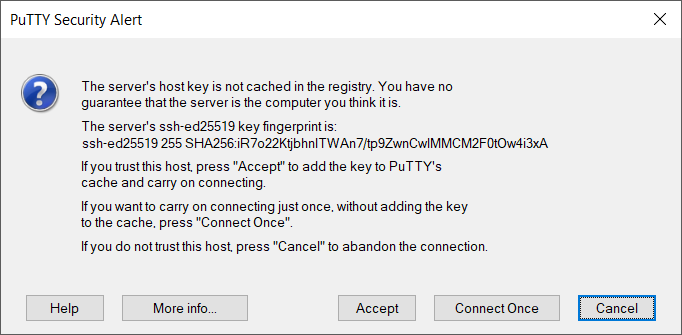 PuTTY Security Alert
The server's host key is not cached in the registry. You have no
guarantee that the server is the computer you think it is.
The server's ssh-ed25519 key fingerprint is:
ssh-ed25519 255 SHA256:iR7o22KtjbhnITWAn7/tp9ZwnCwlMMCM2F0tOw4i3xA
If you trust this host, press "Accept" to add the key to PuTTY's
cache and carry on connecting.
If you want to carry on connecting just once, without adding the key
to the cache, press "Connect Once".
If you do not trust this host, press "Cancel" to abandon the connection.
Help
More info...
Accept
Connect Once
Cancel